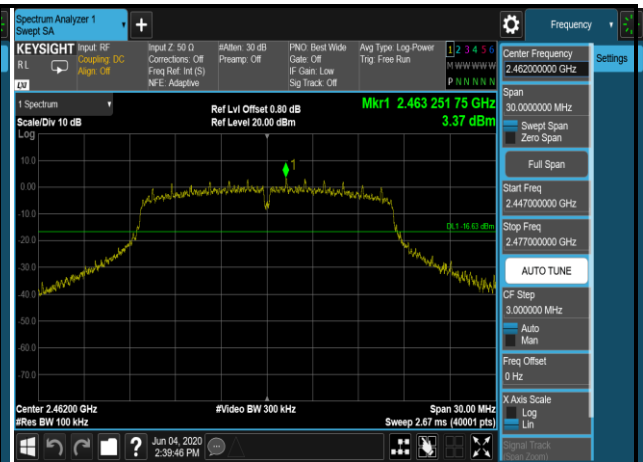 Spectrum Analyzer 1
Swept SA
+
Frequency
KEYSIGHT
RL
LXI
Input: RF
Coupling: DC
Align: Off
Input Z: 50 Ω
Corrections: Off
Freq Ref: Int (S)
NFE: Adaptive
#Atten: 30 dB
Preamp: Off
PNO: Best Wide
Gate: Off
IF Gain: Low
Sig Track: Off
Avg Type: Log-Power
Trig: Free Run
1 2 3 4 5 6
M W W W W W
P N N N N N
1 Spectrum
Scale/Div 10 dB
Log
Ref Lvl Offset 0.80 dB
Ref Level 20.00 dBm
Mkr1 2.463 251 75 GHz
3.37 dBm
10.0
0.00
-10.0
-20.0
-30.0
-40.0
-50.0
-60.0
-70.0
1
DL1 -16.63 dBm
Center 2.46200 GHz
#Res BW 100 kHz
#Video BW 300 kHz
Span 30.00 MHz
Sweep 2.67 ms (40001 pts)
Jun 04, 2020
2:39:46 PM
Center Frequency
2.462000000 GHz
Settings
Span
30.0000000 MHz
Swept Span
Zero Span
Full Span
Start Freq
2.447000000 GHz
Stop Freq
2.477000000 GHz
AUTO TUNE
CF Step
3.000000 MHz
Auto
Man
Freq Offset
0 Hz
X Axis Scale
Log
Lin
Signal Track
(Span Zoom)